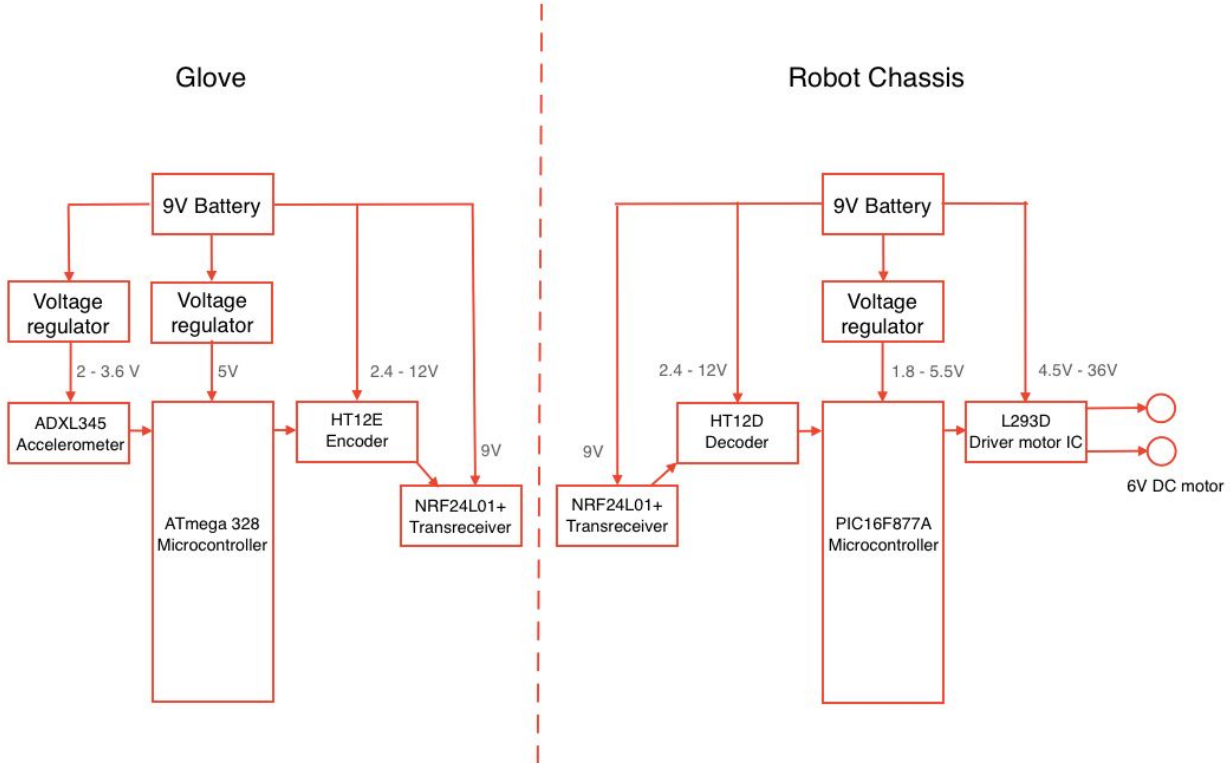 Glove
Robot Chassis
9V Battery
9V Battery
Voltage
regulator
Voltage
regulator
Voltage
regulator
2 - 3.6 V
5V
2.4 - 12V
2.4 - 12V
1.8 - 5.5V
4.5V - 36V
ADXL345
Accelerometer
HT12E
Encoder
HT12D
Decoder
L293D
Driver motor IC
9V
9V
6V DC motor
NRF24L01+
Transreceiver
NRF24L01+
Transreceiver
ATmega 328
Microcontroller
PIC16F877A
Microcontroller